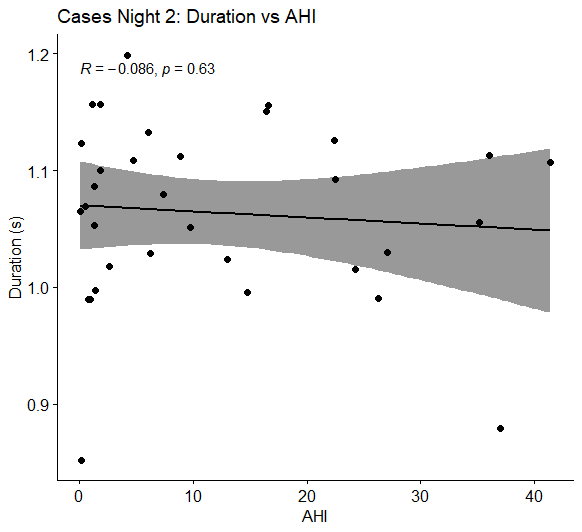 Cases Night 2: Duration vs AHI
R = −0.086, p = 0.63
1.2
1.1
1.0
0.9
Duration (s)
0 10 20 30 40
AHI